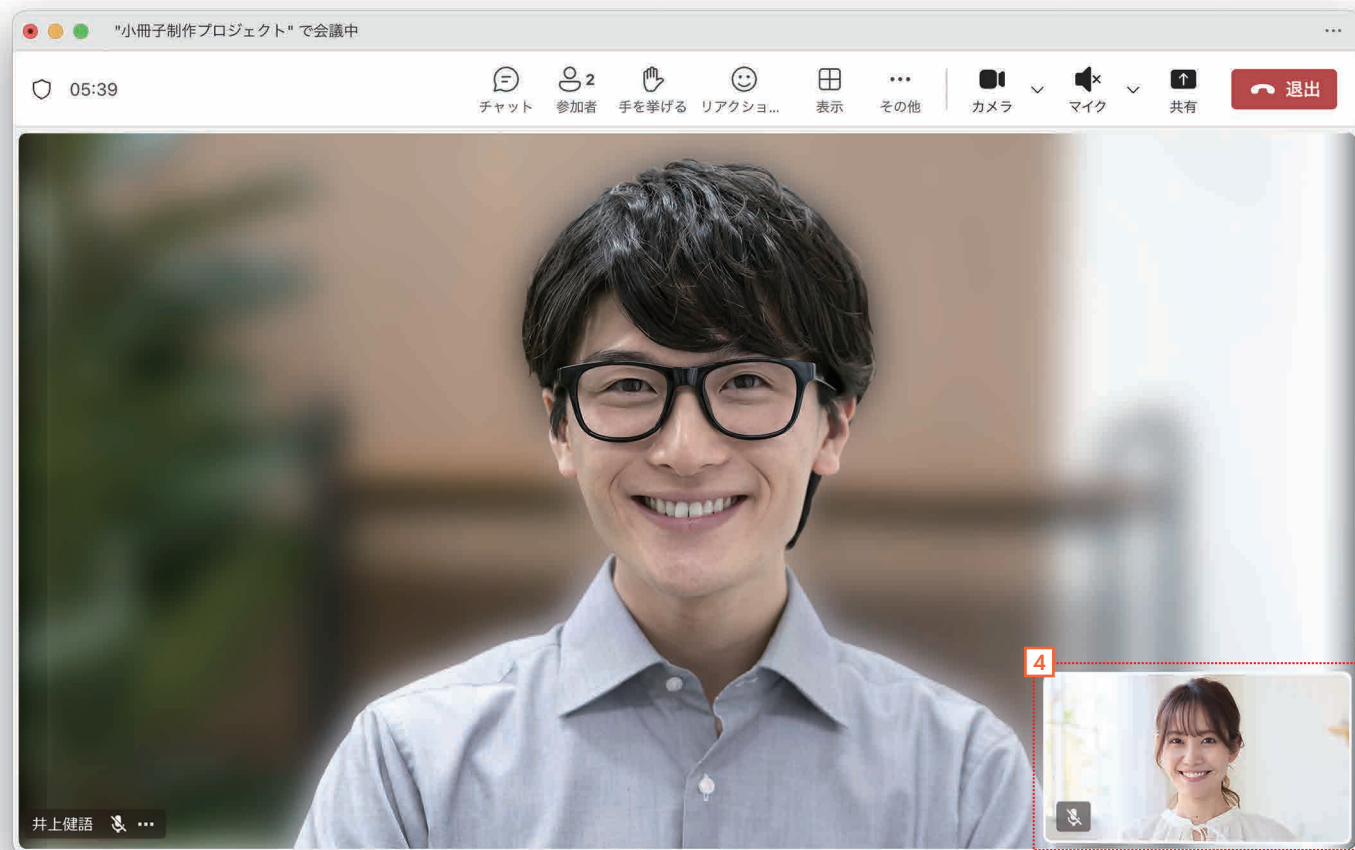 "小冊子制作プロジェクト" で会議中
05:39
チャット
2
参加者
手を挙げる
リアクショ...
表示
その他
カメラ
マイク
共有
退出
4
井上健語